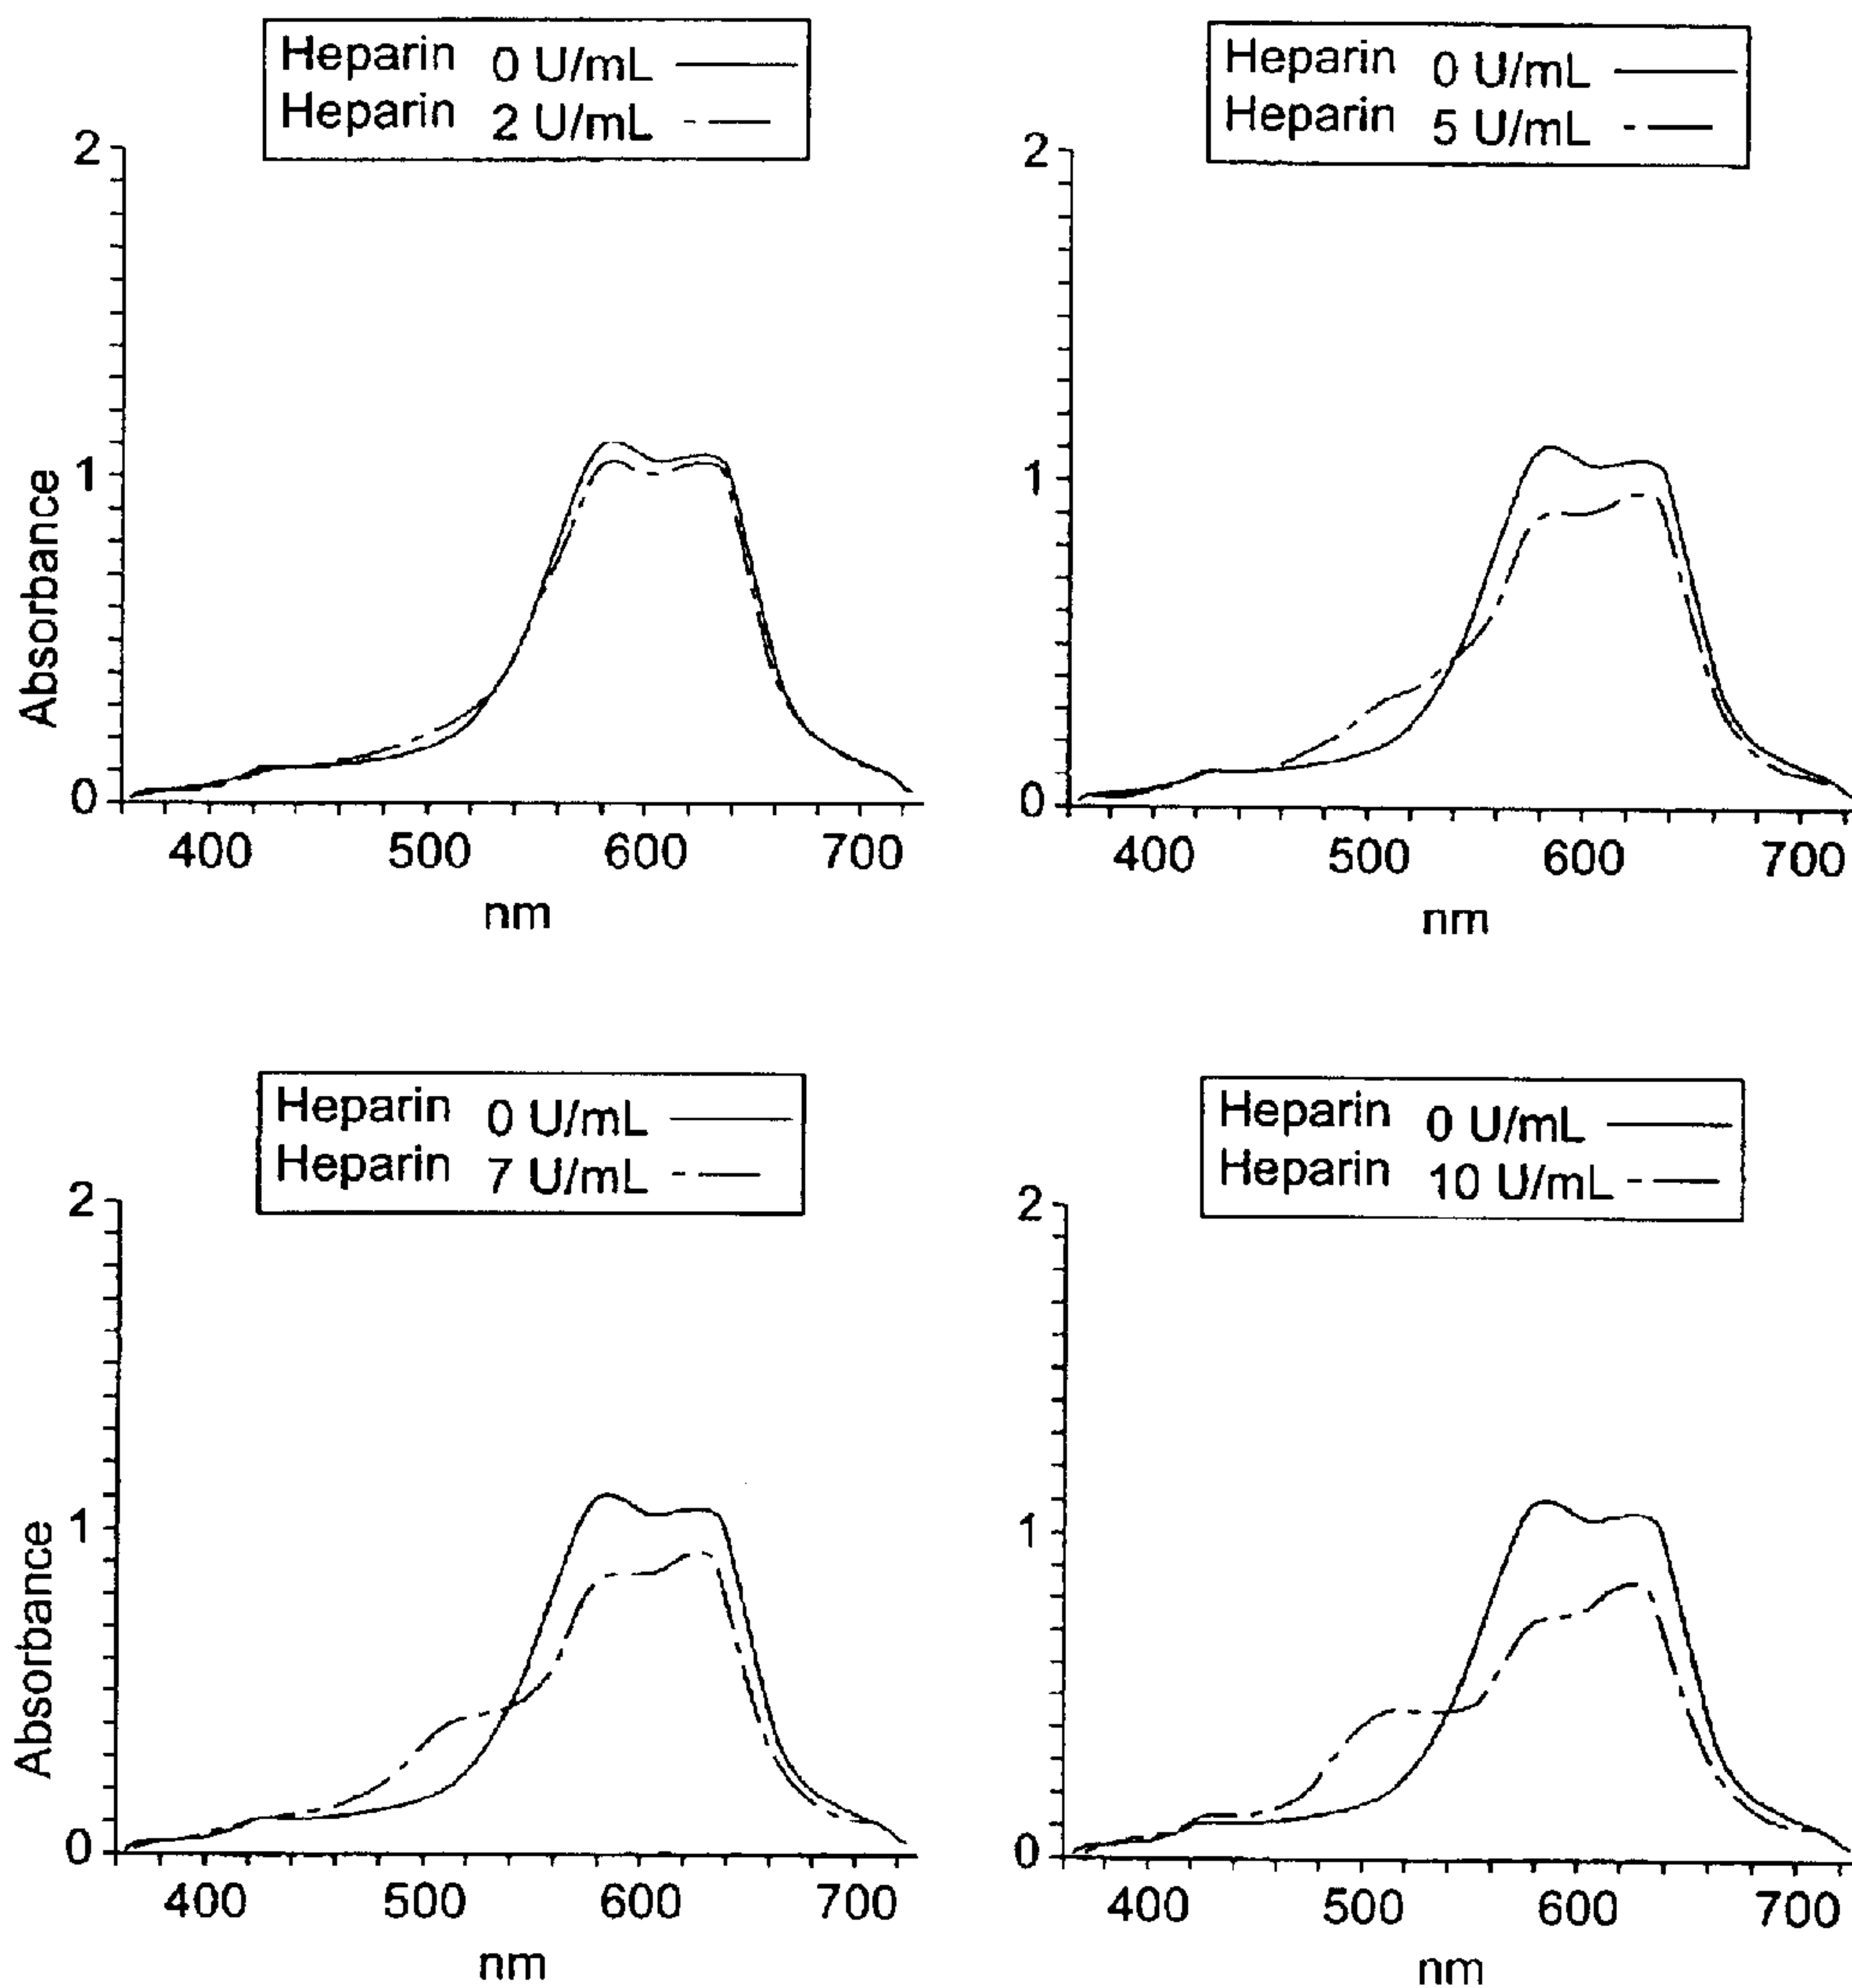 Heparin 0 U/mL
Heparin 2 U/mL
2
1
0
Absorbance
400 500 600 700
nm
Heparin 0 U/mL
Heparin 5 U/mL
2
1
0
400 500 600 700
nm
Heparin 0 U/mL
Heparin 7 U/mL
2
1
0
Absorbance
400 500 600 700
nm
Heparin 0 U/mL
Heparin 10 U/mL
2
1
0
400 500 600 700
nm